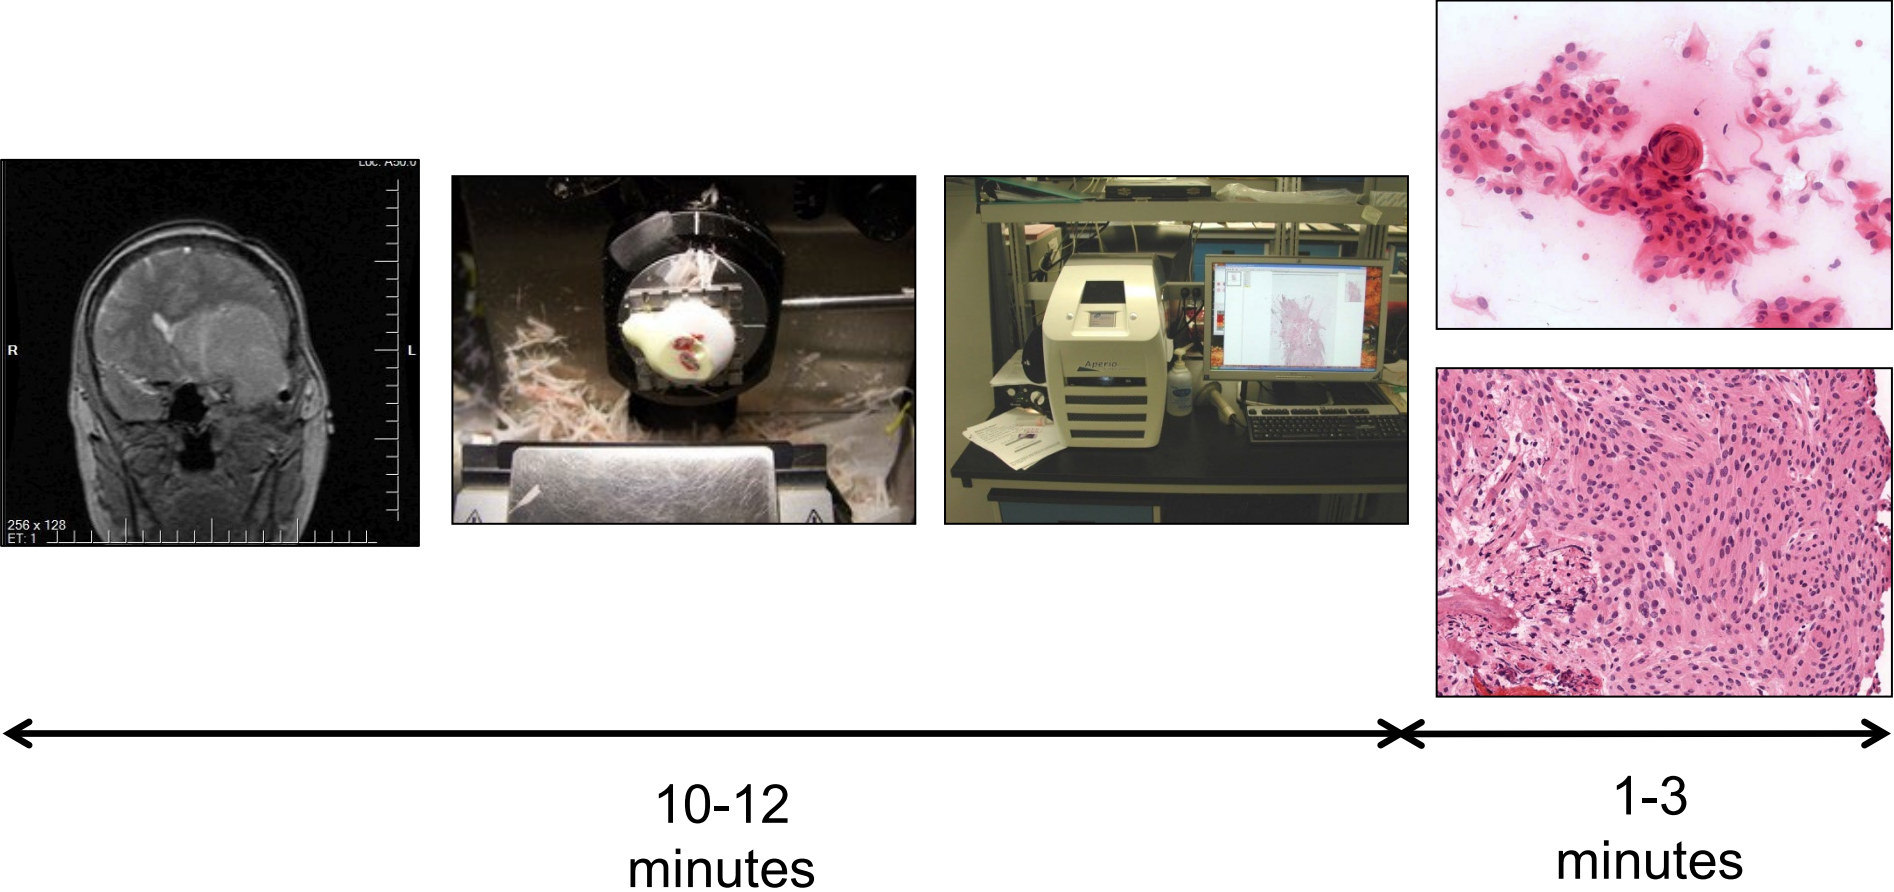 Loc: A50.0
R
L
256 x 128
ET: 1
Aperio
10-12
minutes
1-3
minutes